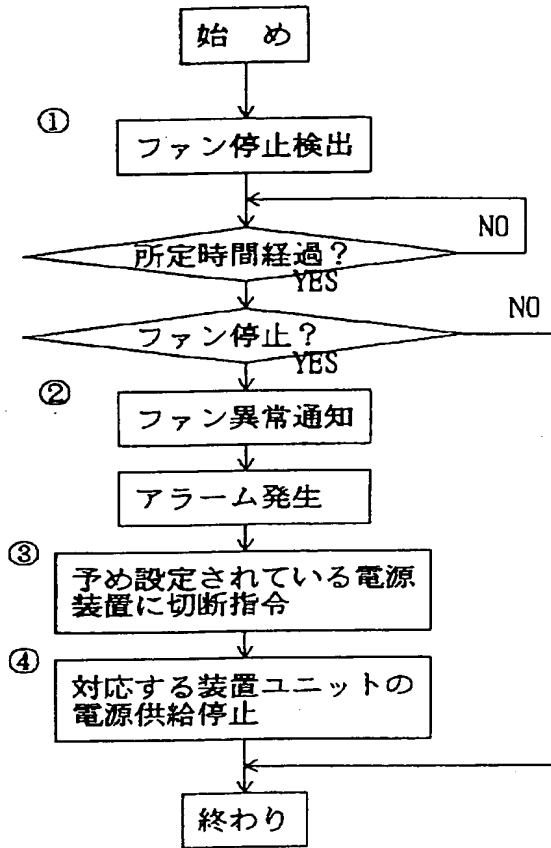 始 め
①
ファン停止検出
NO
所定時間経過?
YES
NO
ファン停止?
YES
②
ファン異常通知
アラーム発生
③
予め設定されている電源
装置に切断指令
④
対応する装置ユニットの
電源供給停止
終わり